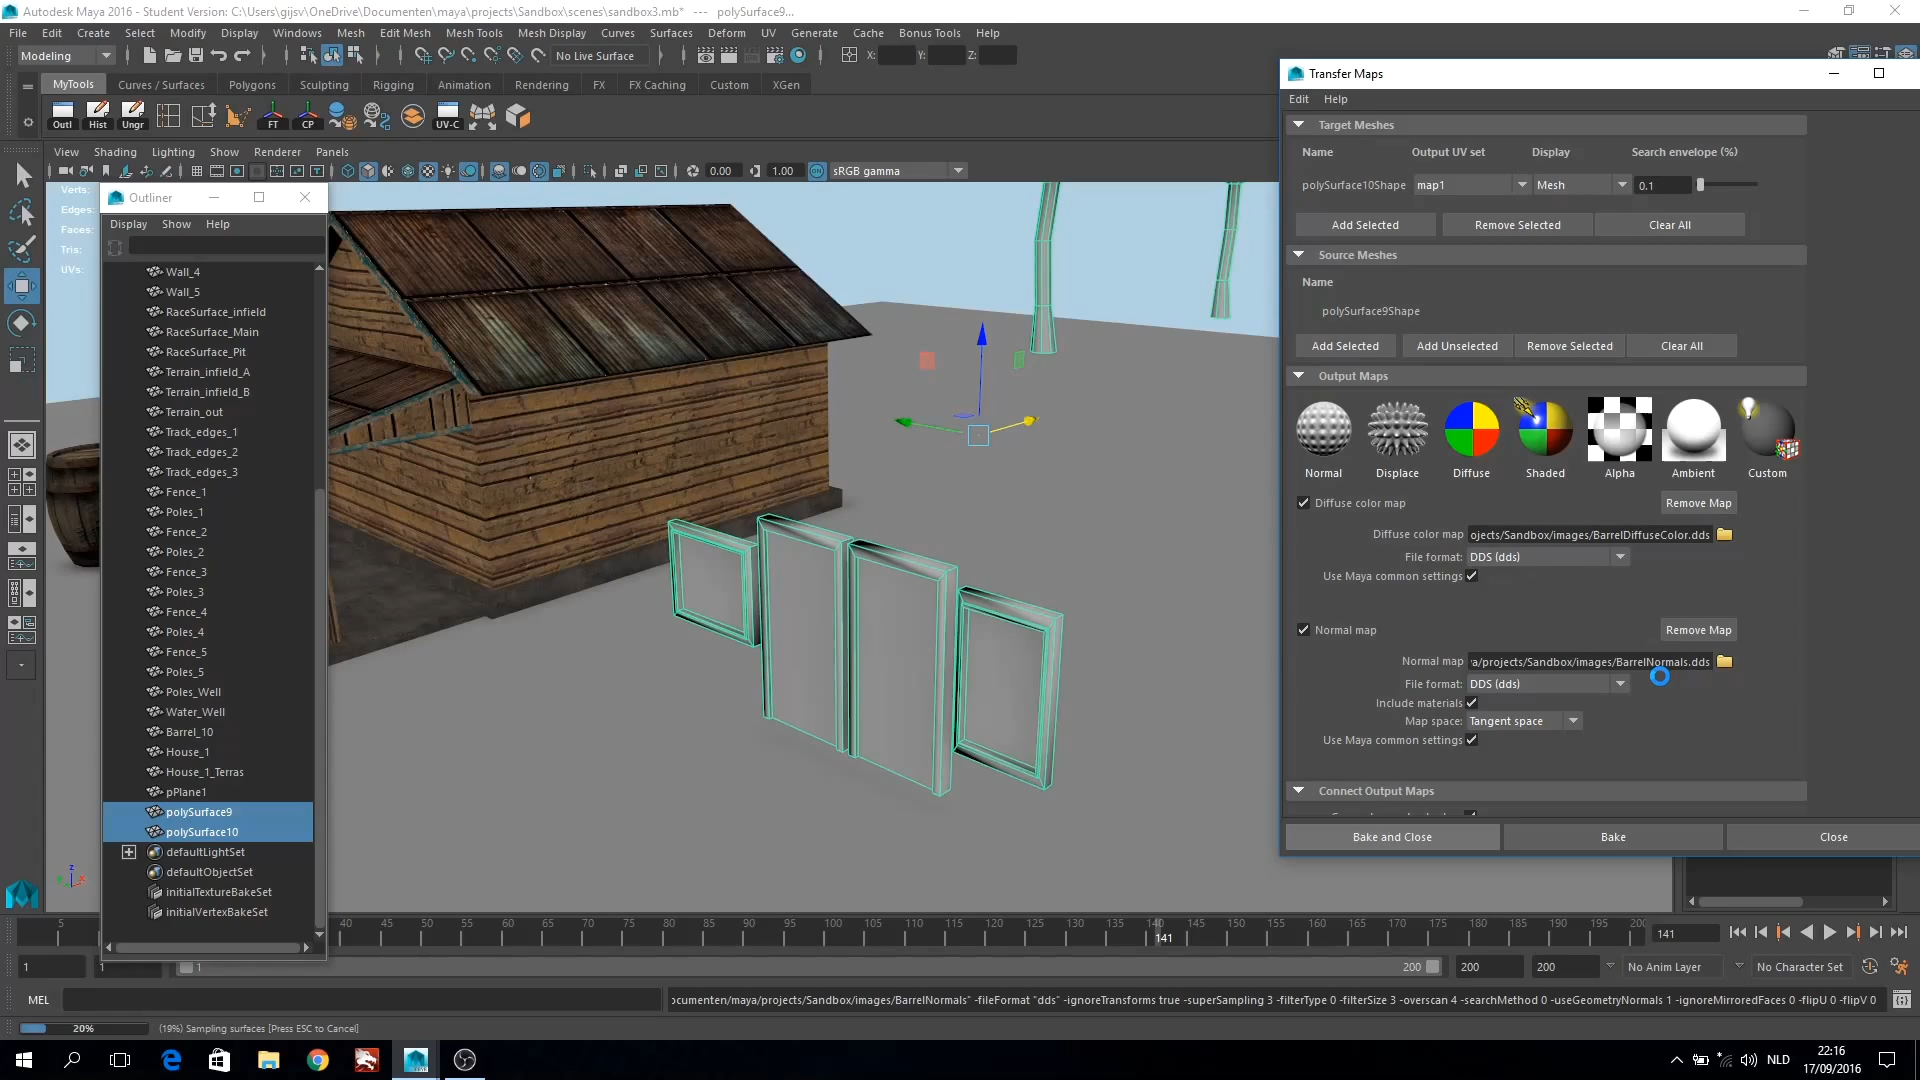 Autodesk Maya 2016 - Student Version: C:\Users\gijsv\OneDrive\Documenten\maya\projects\Sandbox\scenes\sandbox3.mb* --- polySurface9...
File Edit Create Select Modify Display Windows Mesh Edit Mesh Mesh Tools Mesh Display Curves Surfaces Deform UV Generate Cache Bonus Tools Help
Modeling No Live Surface X: Y: Z:
MyTools Curves / Surfaces Polygons Sculpting Rigging Animation Rendering FX FX Caching Custom XGen
Outl Hist Ungr FT CP UV-C
View Shading Lighting Show Renderer Panels
0.00 1.00 sRGB gamma
Verts:
Edges:
Faces:
Tris:
UVs:
Outliner
Display Show Help
Wall_4
Wall_5
RaceSurface_infield
RaceSurface_Main
RaceSurface_Pit
Terrain_infield_A
Terrain_infield_B
Terrain_out
Track_edges_1
Track_edges_2
Track_edges_3
Fence_1
Poles_1
Fence_2
Poles_2
Fence_3
Poles_3
Fence_4
Poles_4
Fence_5
Poles_5
Poles_Well
Water_Well
Barrel_10
House_1
House_1_Terras
pPlane1
polySurface9
polySurface10
defaultLightSet
defaultObjectSet
initialTextureBakeSet
initialVertexBakeSet
Transfer Maps
Edit Help
Target Meshes
Name Output UV set Display Search envelope (%)
polySurface10Shape map1 Mesh 0.1
Add Selected Remove Selected Clear All
Source Meshes
Name
polySurface9Shape
Add Selected Add Unselected Remove Selected Clear All
Output Maps
Normal Displace Diffuse Shaded Alpha Ambient Custom
Diffuse color map Remove Map
Diffuse color map ojects/Sandbox/images/BarrelDiffuseColor.dds
File format: DDS (dds)
Use Maya common settings
Normal map Remove Map
Normal map a/projects/Sandbox/images/BarrelNormals.dds
File format: DDS (dds)
Include materials
Map space: Tangent space
Use Maya common settings
Connect Output Maps
Bake and Close Bake Close
5 40 45 50 55 60 65 70 75 80 85 90 95 100 105 110 115 120 125 130 135 140 145 150 155 160 165 170 175 180 185 190 195 200
141 141
1 1 1 200 200 200 No Anim Layer No Character Set
MEL ocumenten/maya/projects/Sandbox/images/BarrelNormals" -fileFormat "dds" -ignoreTransforms true -superSampling 3 -filterType 0 -filterSize 3 -overscan 4 -searchMethod 0 -useGeometryNormals 1 -ignoreMirroredFaces 0 -flipU 0 -flipV 0
20% (19%) Sampling surfaces [Press ESC to Cancel]
NLD
22:16
17/09/2016